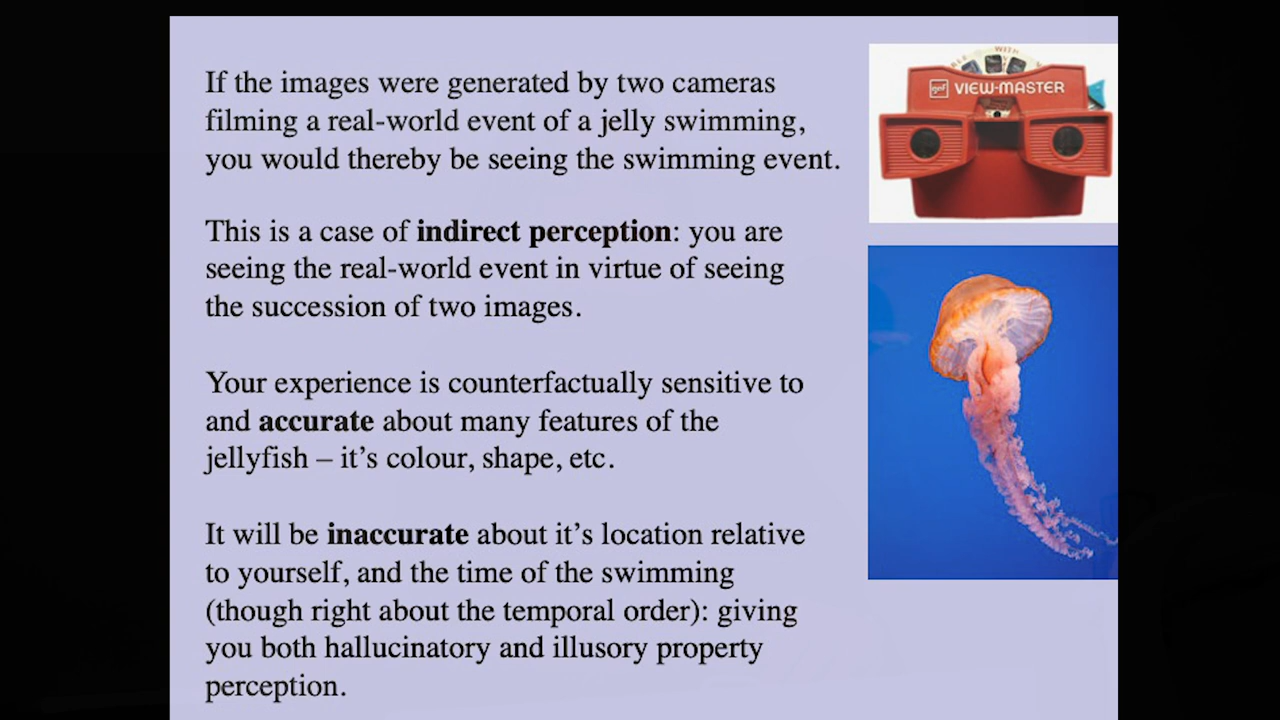 If the images were generated by two cameras
filming a real-world event of a jelly swimming,
you would thereby be seeing the swimming event.
This is a case of indirect perception: you are
seeing the real-world event in virtue of seeing
the succession of two images.
Your experience is counterfactually sensitive to
and accurate about many features of the
jellyfish – it’s colour, shape, etc.
It will be inaccurate about it’s location relative
to yourself, and the time of the swimming
(though right about the temporal order): giving
you both hallucinatory and illusory property
perception.
WITH
gaf VIEW-MASTER